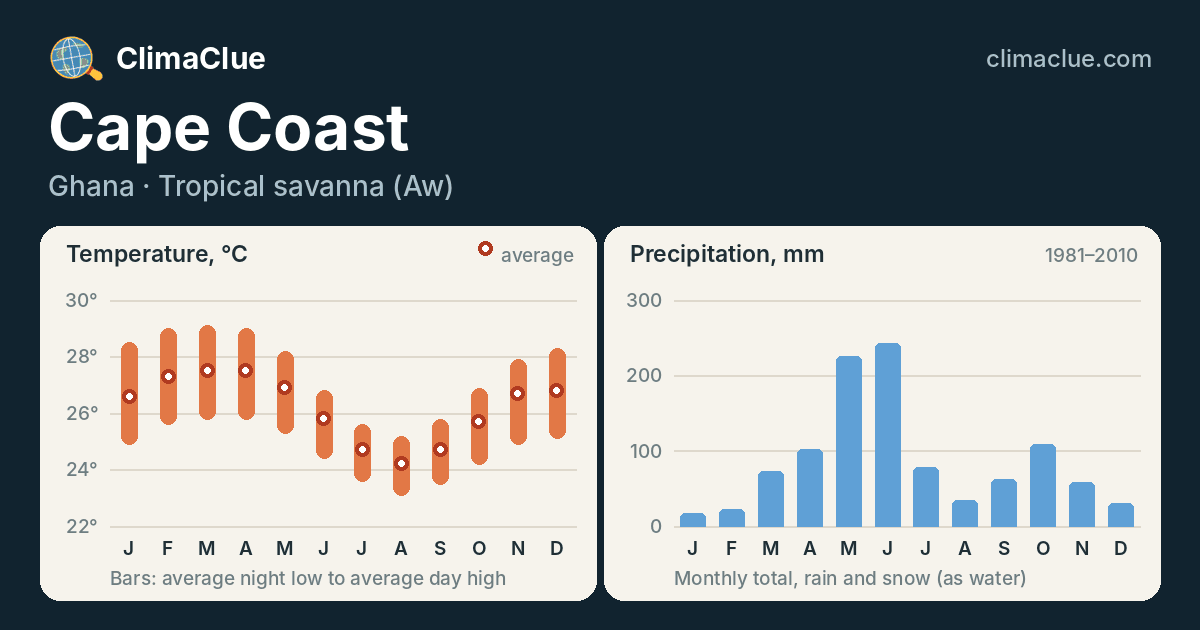 ClimaClue
climaclue.com
Cape Coast
Ghana · Tropical savanna (Aw)
Temperature, °C
average
30°
28°
26°
24°
22°
J F M A M J J A S O N D
Bars: average night low to average day high
Precipitation, mm
1981–2010
300
200
100
0
J F M A M J J A S O N D
Monthly total, rain and snow (as water)